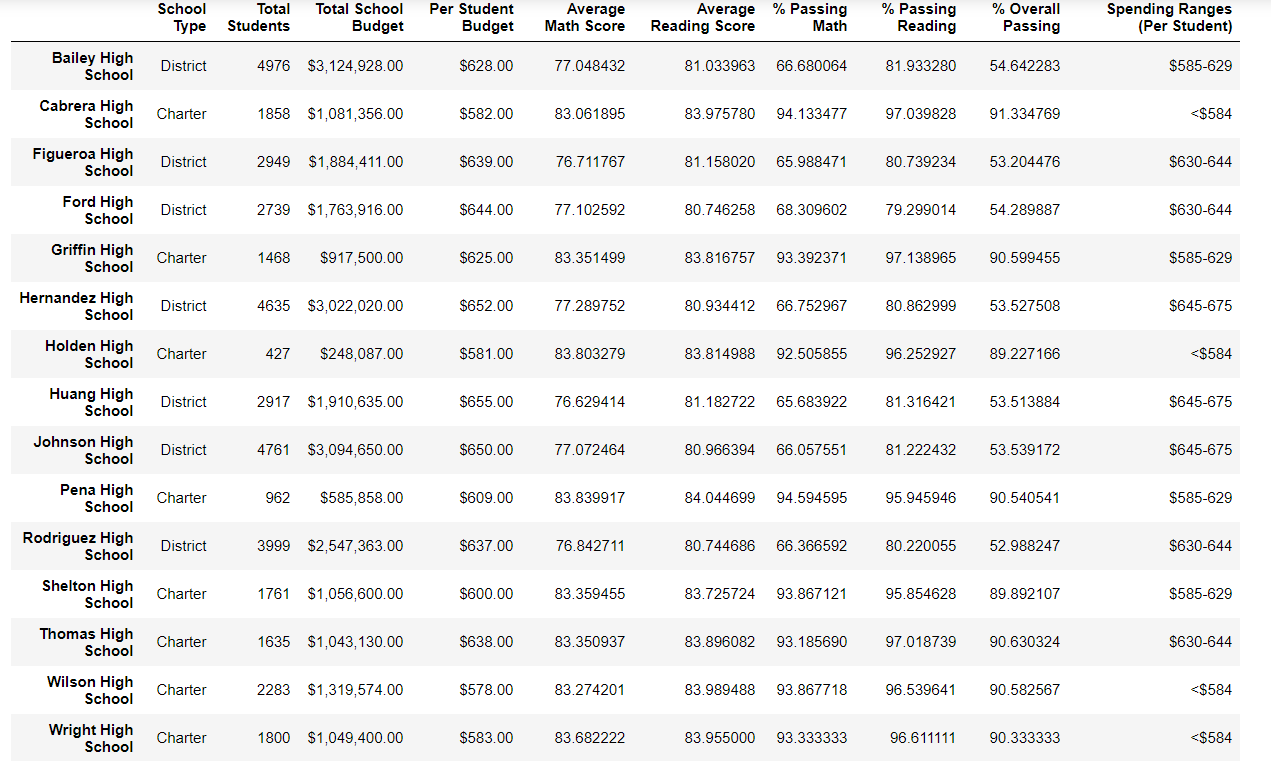 School Total Total School Per Student Average Average % Passing % Passing % Overall Spending Ranges
Type Students Budget Budget Math Score Reading Score Math Reading Passing (Per Student)
Bailey High School District 4976 $3,124,928.00 $628.00 77.048432 81.033963 66.680064 81.933280 54.642283 $585-629
Cabrera High School Charter 1858 $1,081,356.00 $582.00 83.061895 83.975780 94.133477 97.039828 91.334769 <$584
Figueroa High School District 2949 $1,884,411.00 $639.00 76.711767 81.158020 65.988471 80.739234 53.204476 $630-644
Ford High School District 2739 $1,763,916.00 $644.00 77.102592 80.746258 68.309602 79.299014 54.289887 $630-644
Griffin High School Charter 1468 $917,500.00 $625.00 83.351499 83.816757 93.392371 97.138965 90.599455 $585-629
Hernandez High School District 4635 $3,022,020.00 $652.00 77.289752 80.934412 66.752967 80.862999 53.527508 $645-675
Holden High School Charter 427 $248,087.00 $581.00 83.803279 83.814988 92.505855 96.252927 89.227166 <$584
Huang High School District 2917 $1,910,635.00 $655.00 76.629414 81.182722 65.683922 81.316421 53.513884 $645-675
Johnson High School District 4761 $3,094,650.00 $650.00 77.072464 80.966394 66.057551 81.222432 53.539172 $645-675
Pena High School Charter 962 $585,858.00 $609.00 83.839917 84.044699 94.594595 95.945946 90.540541 $585-629
Rodriguez High School District 3999 $2,547,363.00 $637.00 76.842711 80.744686 66.366592 80.220055 52.988247 $630-644
Shelton High School Charter 1761 $1,056,600.00 $600.00 83.359455 83.725724 93.867121 95.854628 89.892107 $585-629
Thomas High School Charter 1635 $1,043,130.00 $638.00 83.350937 83.896082 93.185690 97.018739 90.630324 $630-644
Wilson High School Charter 2283 $1,319,574.00 $578.00 83.274201 83.989488 93.867718 96.539641 90.582567 <$584
Wright High School Charter 1800 $1,049,400.00 $583.00 83.682222 83.955000 93.333333 96.611111 90.333333 <$584